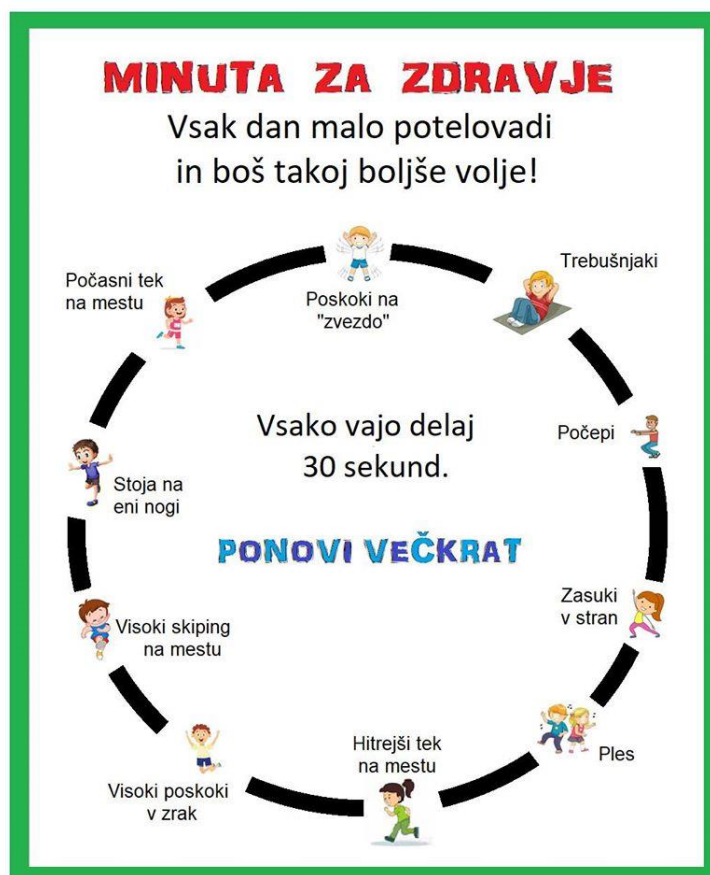 MINUTA ZA ZDRAVJE
Vsak dan malo potelovadi
in boš takoj boljše volje!
Poskoki na
"zvezdo"
Trebušnjaki
Počepi
Zasuki
v stran
Ples
Hitrejši tek
na mestu
Visoki poskoki
v zrak
Visoki skiping
na mestu
Stoja na
eni nogi
Počasni tek
na mestu
Vsako vajo delaj
30 sekund.
PONOVI VEČKRAT